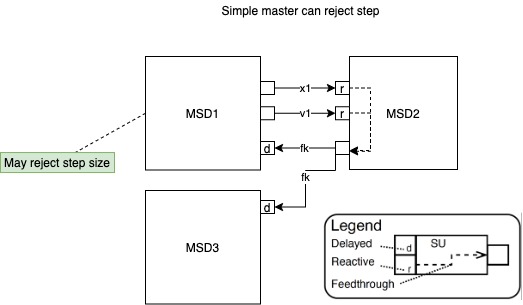 Simple master can reject step
MSD1
x1
r
MSD2
v1
r
d
fk
May reject step size
fk
d
MSD3
Legend
Delayed
d
SU
Reactive
r
Feedthrough